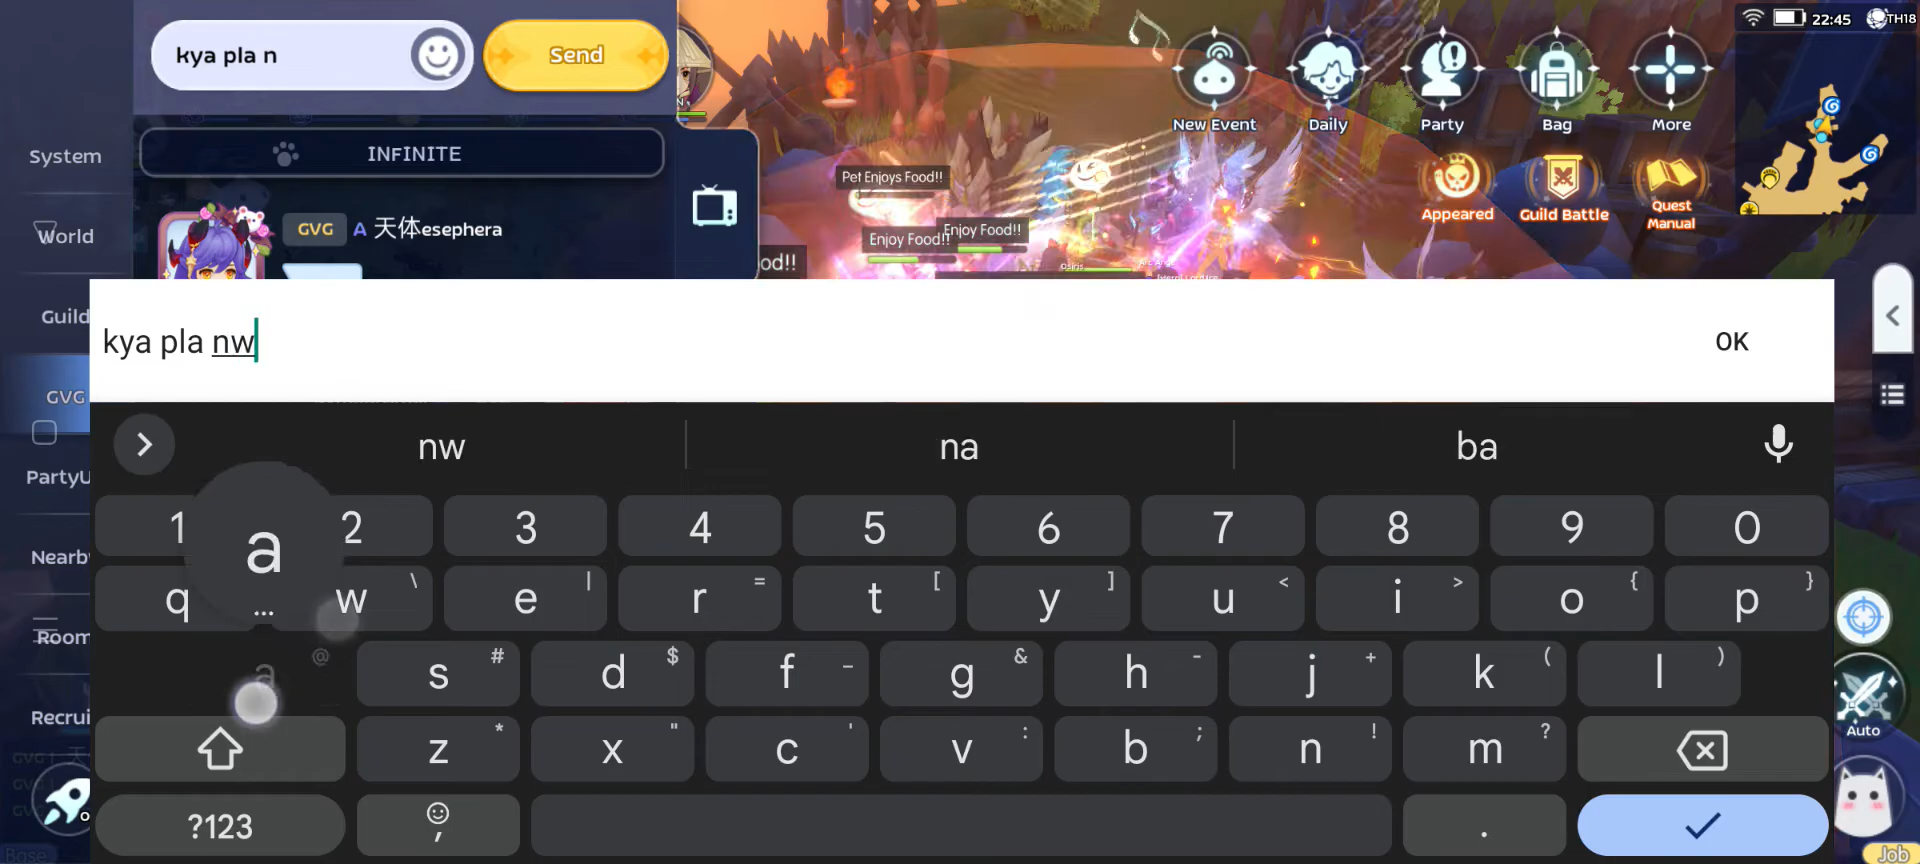 kya pla n
Send
22:45
TH18
New Event
Daily
Party
Bag
More
System
INFINITE
Pet Enjoys Food!!
Appeared
Guild Battle
Quest Manual
World
GVG A 天体esephera
Enjoy Food!!
Enjoy Food!!
od!!
Osiris
Guild
kya pla nw
OK
GVG
nw na ba
PartyU
1 2 3 4 5 6 7 8 9 0
a
Nearby
q w \ e | r = t [ y ] u < i > o { p }
Room
a @ s # d $ f _ g & h - j + k ( l )
Recrui
z * x " c ' v : b ; n ! m ?
Auto
?123 , .
Base
Job